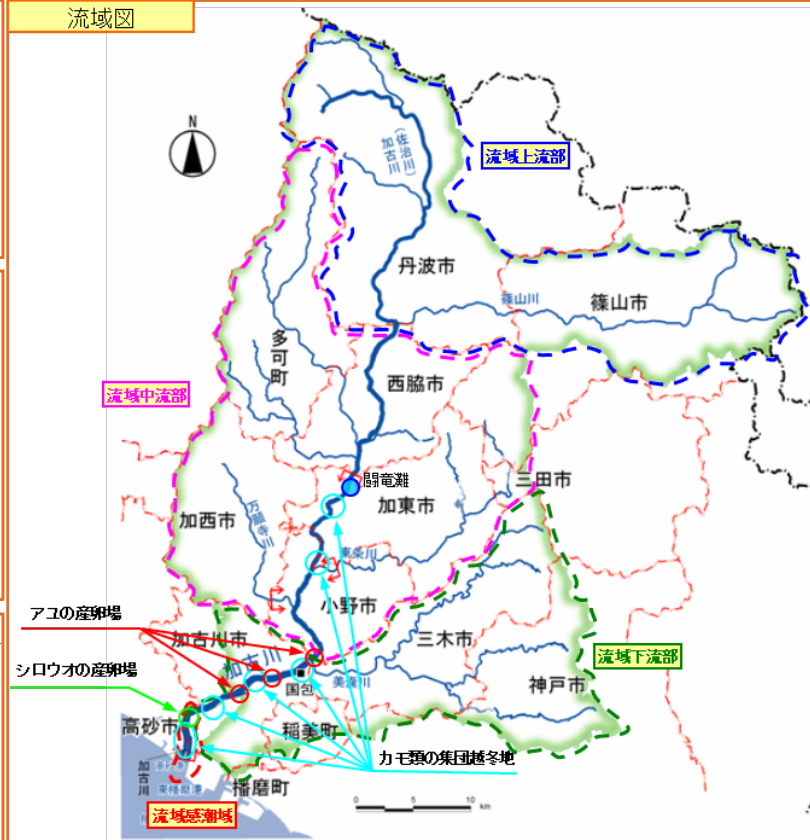 流域図
N
(佐治川)
加古川
流域上流部
丹波市
篠山川
篠山市
多可町
西脇市
流域中流部
闘竜灘
三田市
加東市
加西市
万願寺川
東条川
小野市
アユの産卵場
加古川市
三木市
流域下流部
加古川
シロウオの産卵場
国包
美嚢川
神戸市
高砂市
稲美町
カモ類の集団越冬地
加古川
東播磨港
播磨町
0 5 10 km
流域感潮域